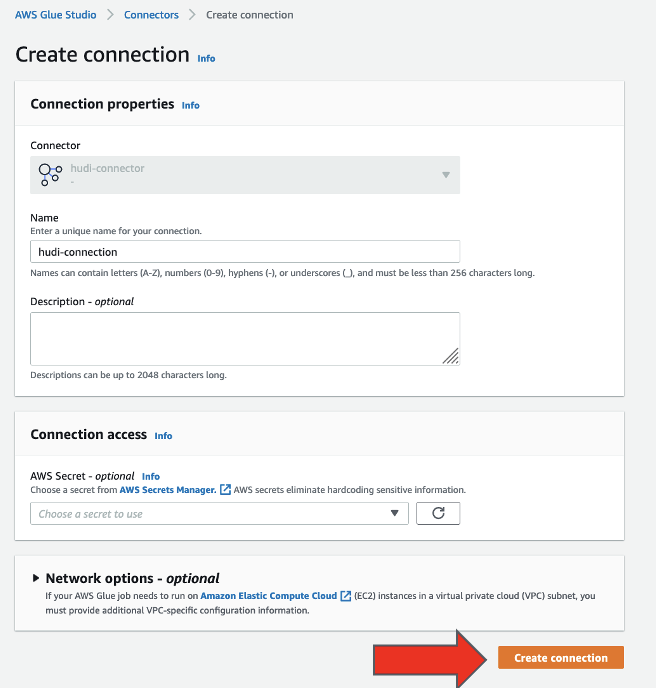 AWS Glue Studio > Connectors > Create connection
Create connection Info
Connection properties Info
Connector
hudi-connector
-
Name
Enter a unique name for your connection.
hudi-connection
Names can contain letters (A-Z), numbers (0-9), hyphens (-), or underscores (_), and must be less than 256 characters long.
Description - optional
Descriptions can be up to 2048 characters long.
Connection access Info
AWS Secret - optional Info
Choose a secret from AWS Secrets Manager. AWS secrets eliminate hardcoding sensitive information.
Choose a secret to use
Network options - optional
If your AWS Glue job needs to run on Amazon Elastic Compute Cloud (EC2) instances in a virtual private cloud (VPC) subnet, you
must provide additional VPC-specific configuration information.
Create connection